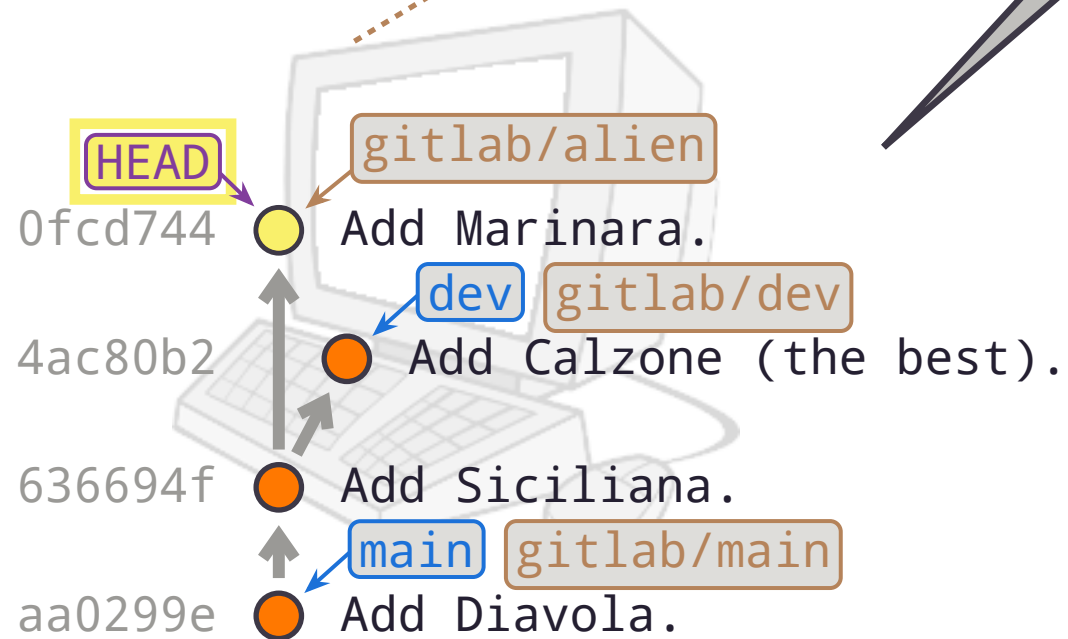 gitlab/alien
HEAD
0fcd744 Add Marinara.
dev gitlab/dev
4ac80b2 Add Calzone (the best).
636694f Add Siciliana.
main gitlab/main
aa0299e Add Diavola.